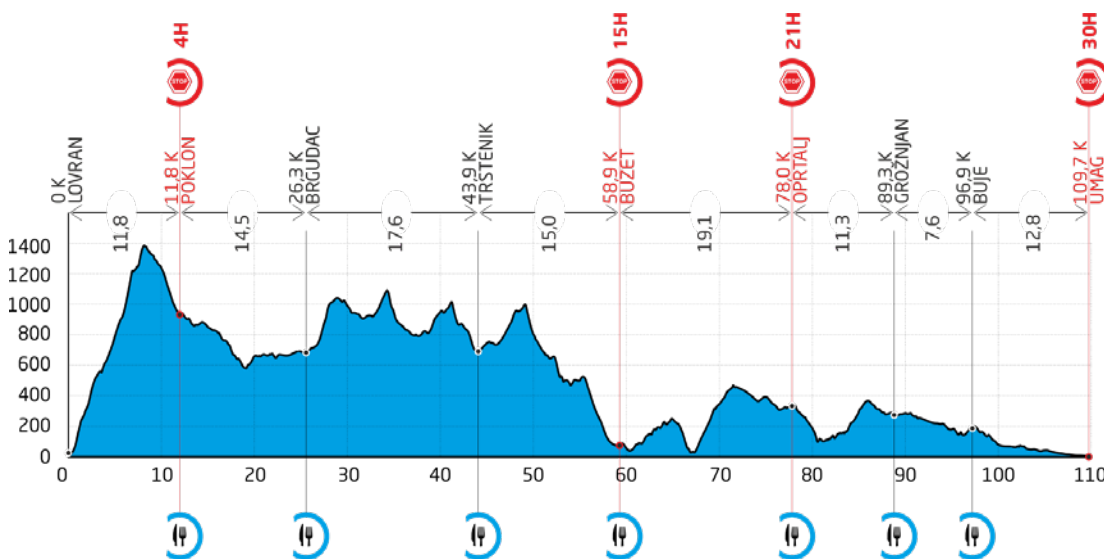 4H
15H
21H
30H
STOP
STOP
STOP
STOP
0 K
LOVRAN
11,8 K
POKLON
26,3 K
BRGUDAC
43,9 K
TRSTENIK
58,9 K
BUZET
78,0 K
OPRTALJ
89,3 K
GROŽNJAN
96,9 K
BUJE
109,7 K
UMAG
11,8
14,5
17,6
15,0
19,1
11,3
7,6
12,8
1400
1200
1000
800
600
400
200
0
0 10 20 30 40 50 60 70 80 90 100 110